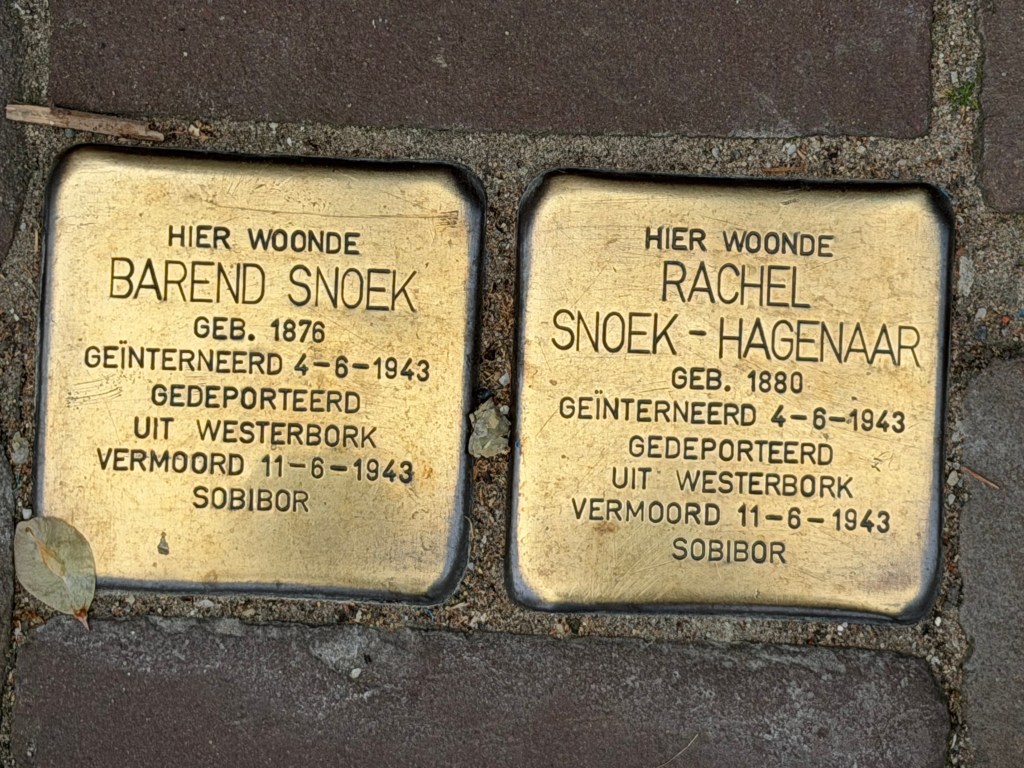 HIER WOONDE
BAREND SNOEK
GEB. 1876
GEÏNTERNEERD 4-6-1943
GEDEPORTEERD
UIT WESTERBORK
VERMOORD 11-6-1943
SOBIBOR
HIER WOONDE
RACHEL
SNOEK-HAGENAAR
GEB. 1880
GEÏNTERNEERD 4-6-1943
GEDEPORTEERD
UIT WESTERBORK
VERMOORD 11-6-1943
SOBIBOR